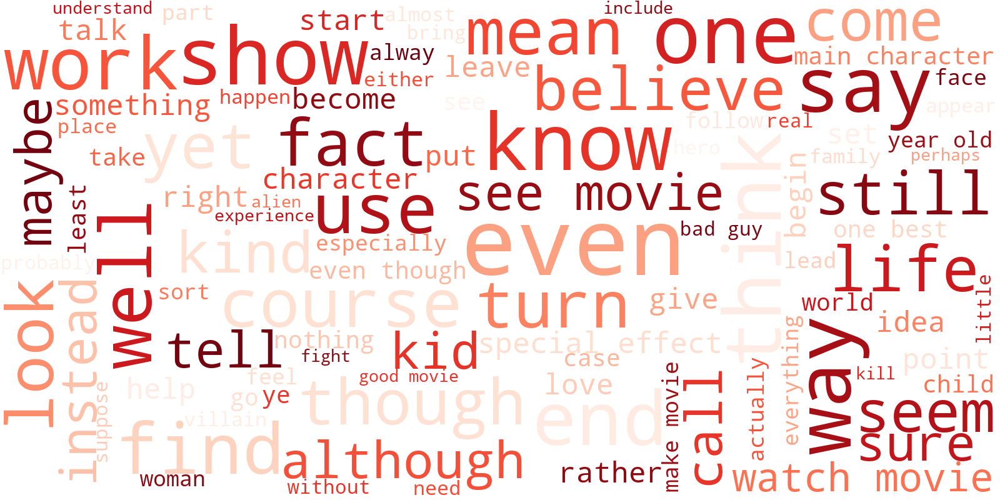 understand
part
almost
include
talk
start
bring
mean
one
come
work
show
alway
leave
main character
either
believe
say
face
something
happen
become
see
appear
maybe
place
yet
fact
know
follow
real
set
year old
take
put
hero
think
family
perhaps
least
right
character
alien
experience
use
see movie
begin
still
well
kind
especially
even
bad guy
one best
probably
even though
lead
life
look
instead
sort
course
turn
give
world
idea
little
tell
nothing
fight
kid
special effect
case
everything
way
point
suppose
help
feel
go
ye
good movie
though
love
end
make movie
call
actually
kill
child
villain
find
seem
sure
although
woman
without
need
rather
watch movie